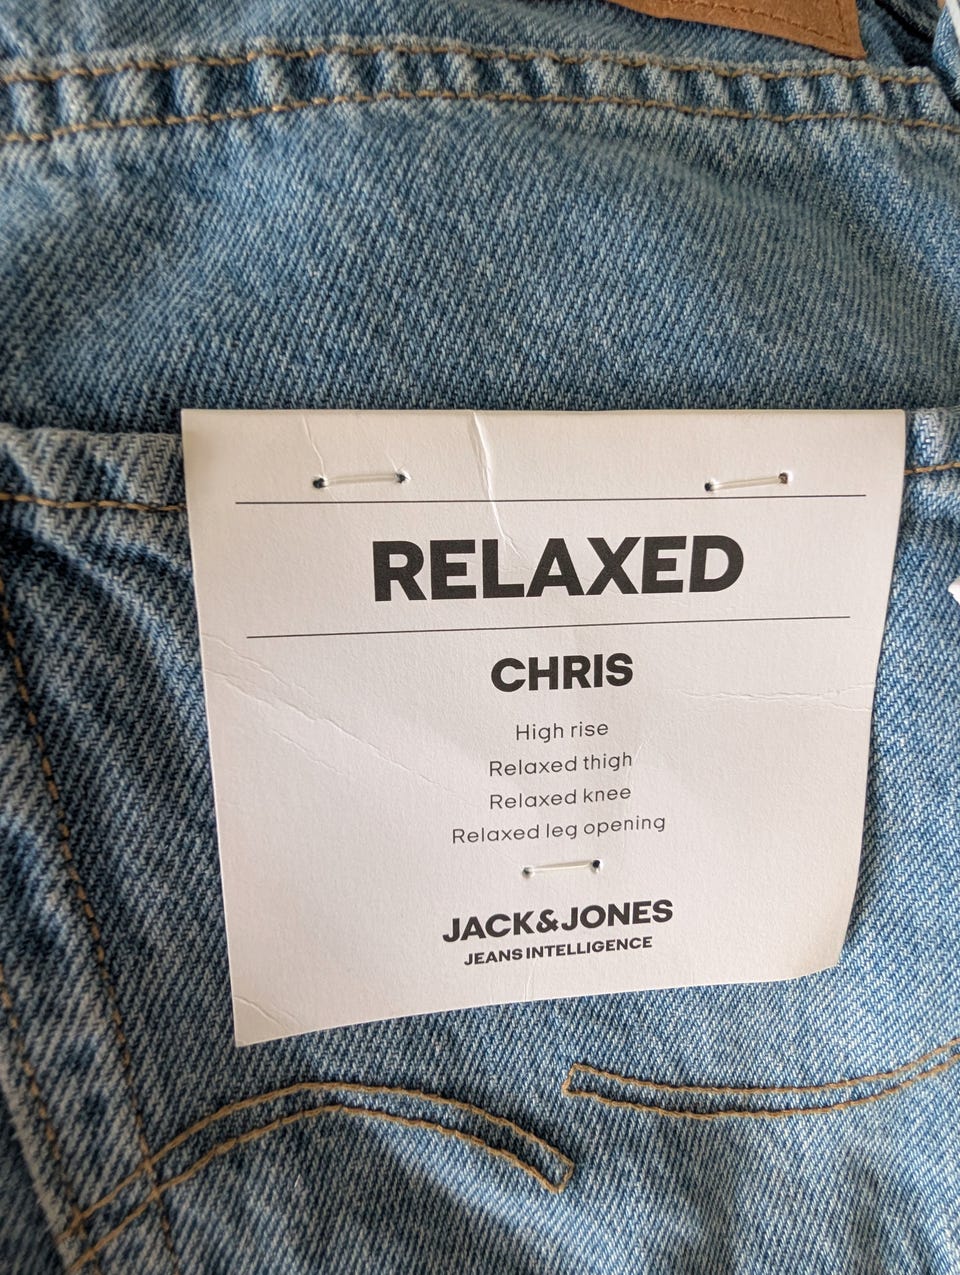 RELAXED
CHRIS
High rise
Relaxed thigh
Relaxed knee
Relaxed leg opening
JACK&JONES
JEANS INTELLIGENCE